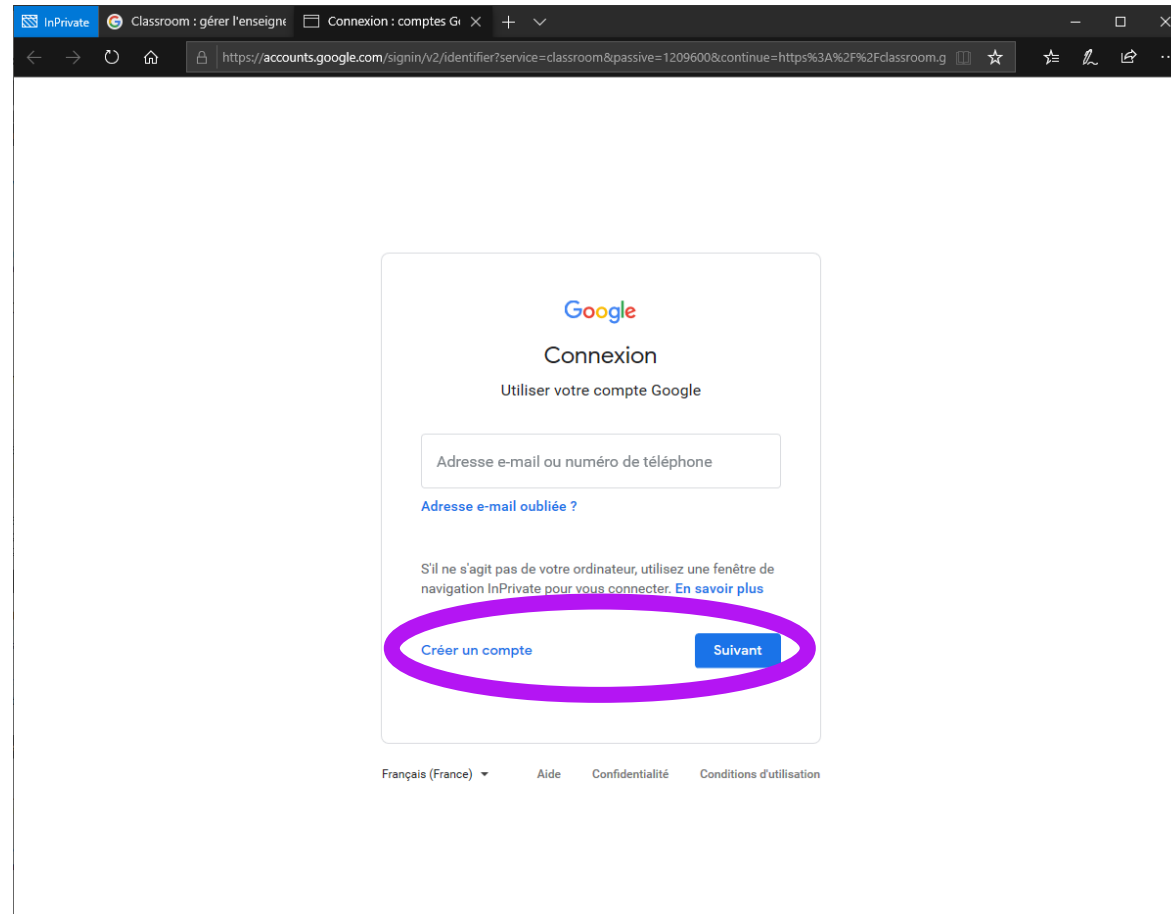 InPrivate
Classroom : gérer l'enseigne
Connexion : comptes Go
https://accounts.google.com/signin/v2/identifier?service=classroom&passive=1209600&continue=https%3A%2F%2Fclassroom.g
Google
Connexion
Utiliser votre compte Google
Adresse e-mail ou numéro de téléphone
Adresse e-mail oubliée ?
S'il ne s'agit pas de votre ordinateur, utilisez une fenêtre de
navigation InPrivate pour vous connecter. En savoir plus
Créer un compte
Suivant
Français (France)
Aide
Confidentialité
Conditions d'utilisation